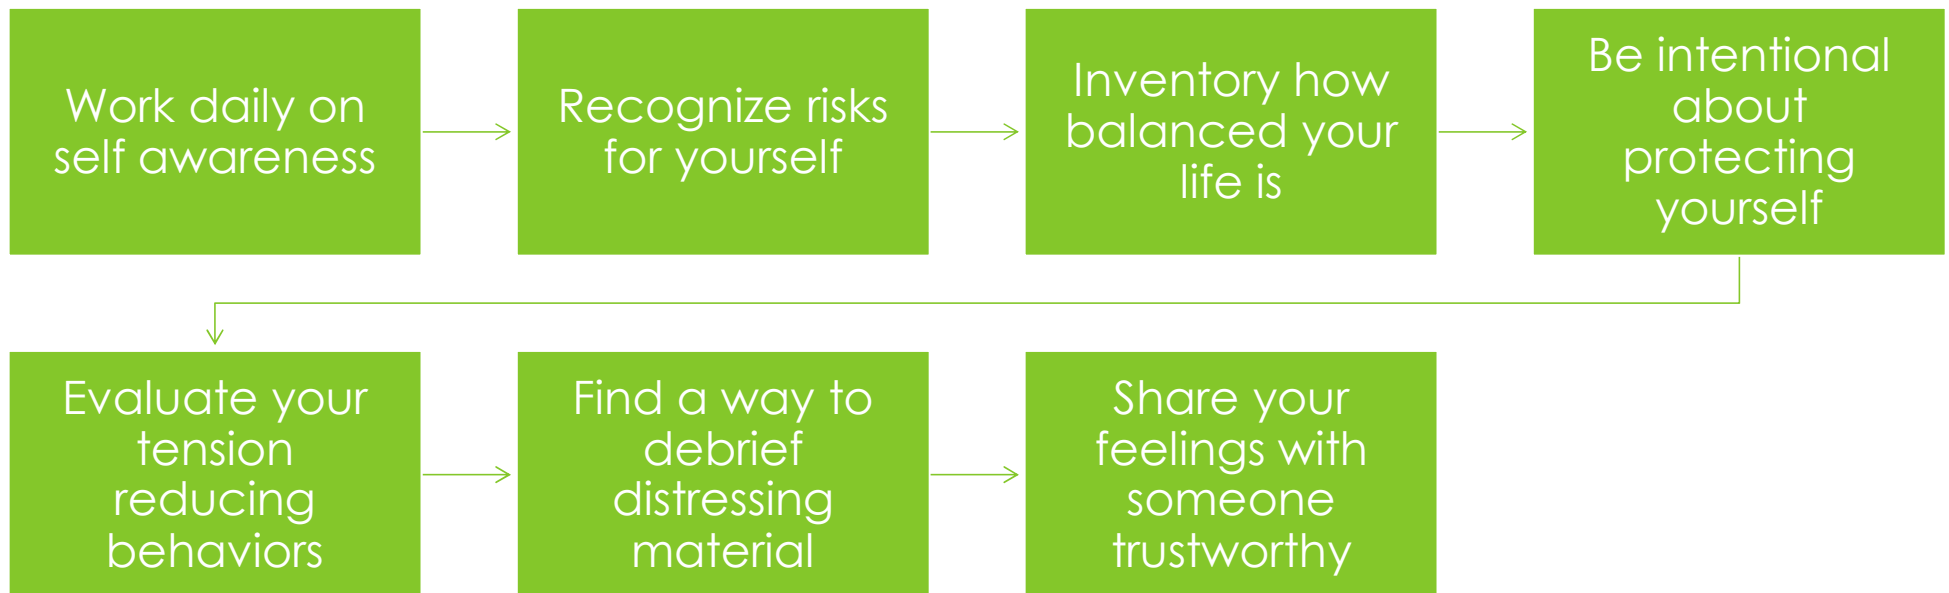 Work daily on
self awareness
Recognize risks
for yourself
Inventory how
balanced your
life is
Be intentional
about
protecting
yourself
Evaluate your
tension
reducing
behaviors
Find a way to
debrief
distressing
material
Share your
feelings with
someone
trustworthy